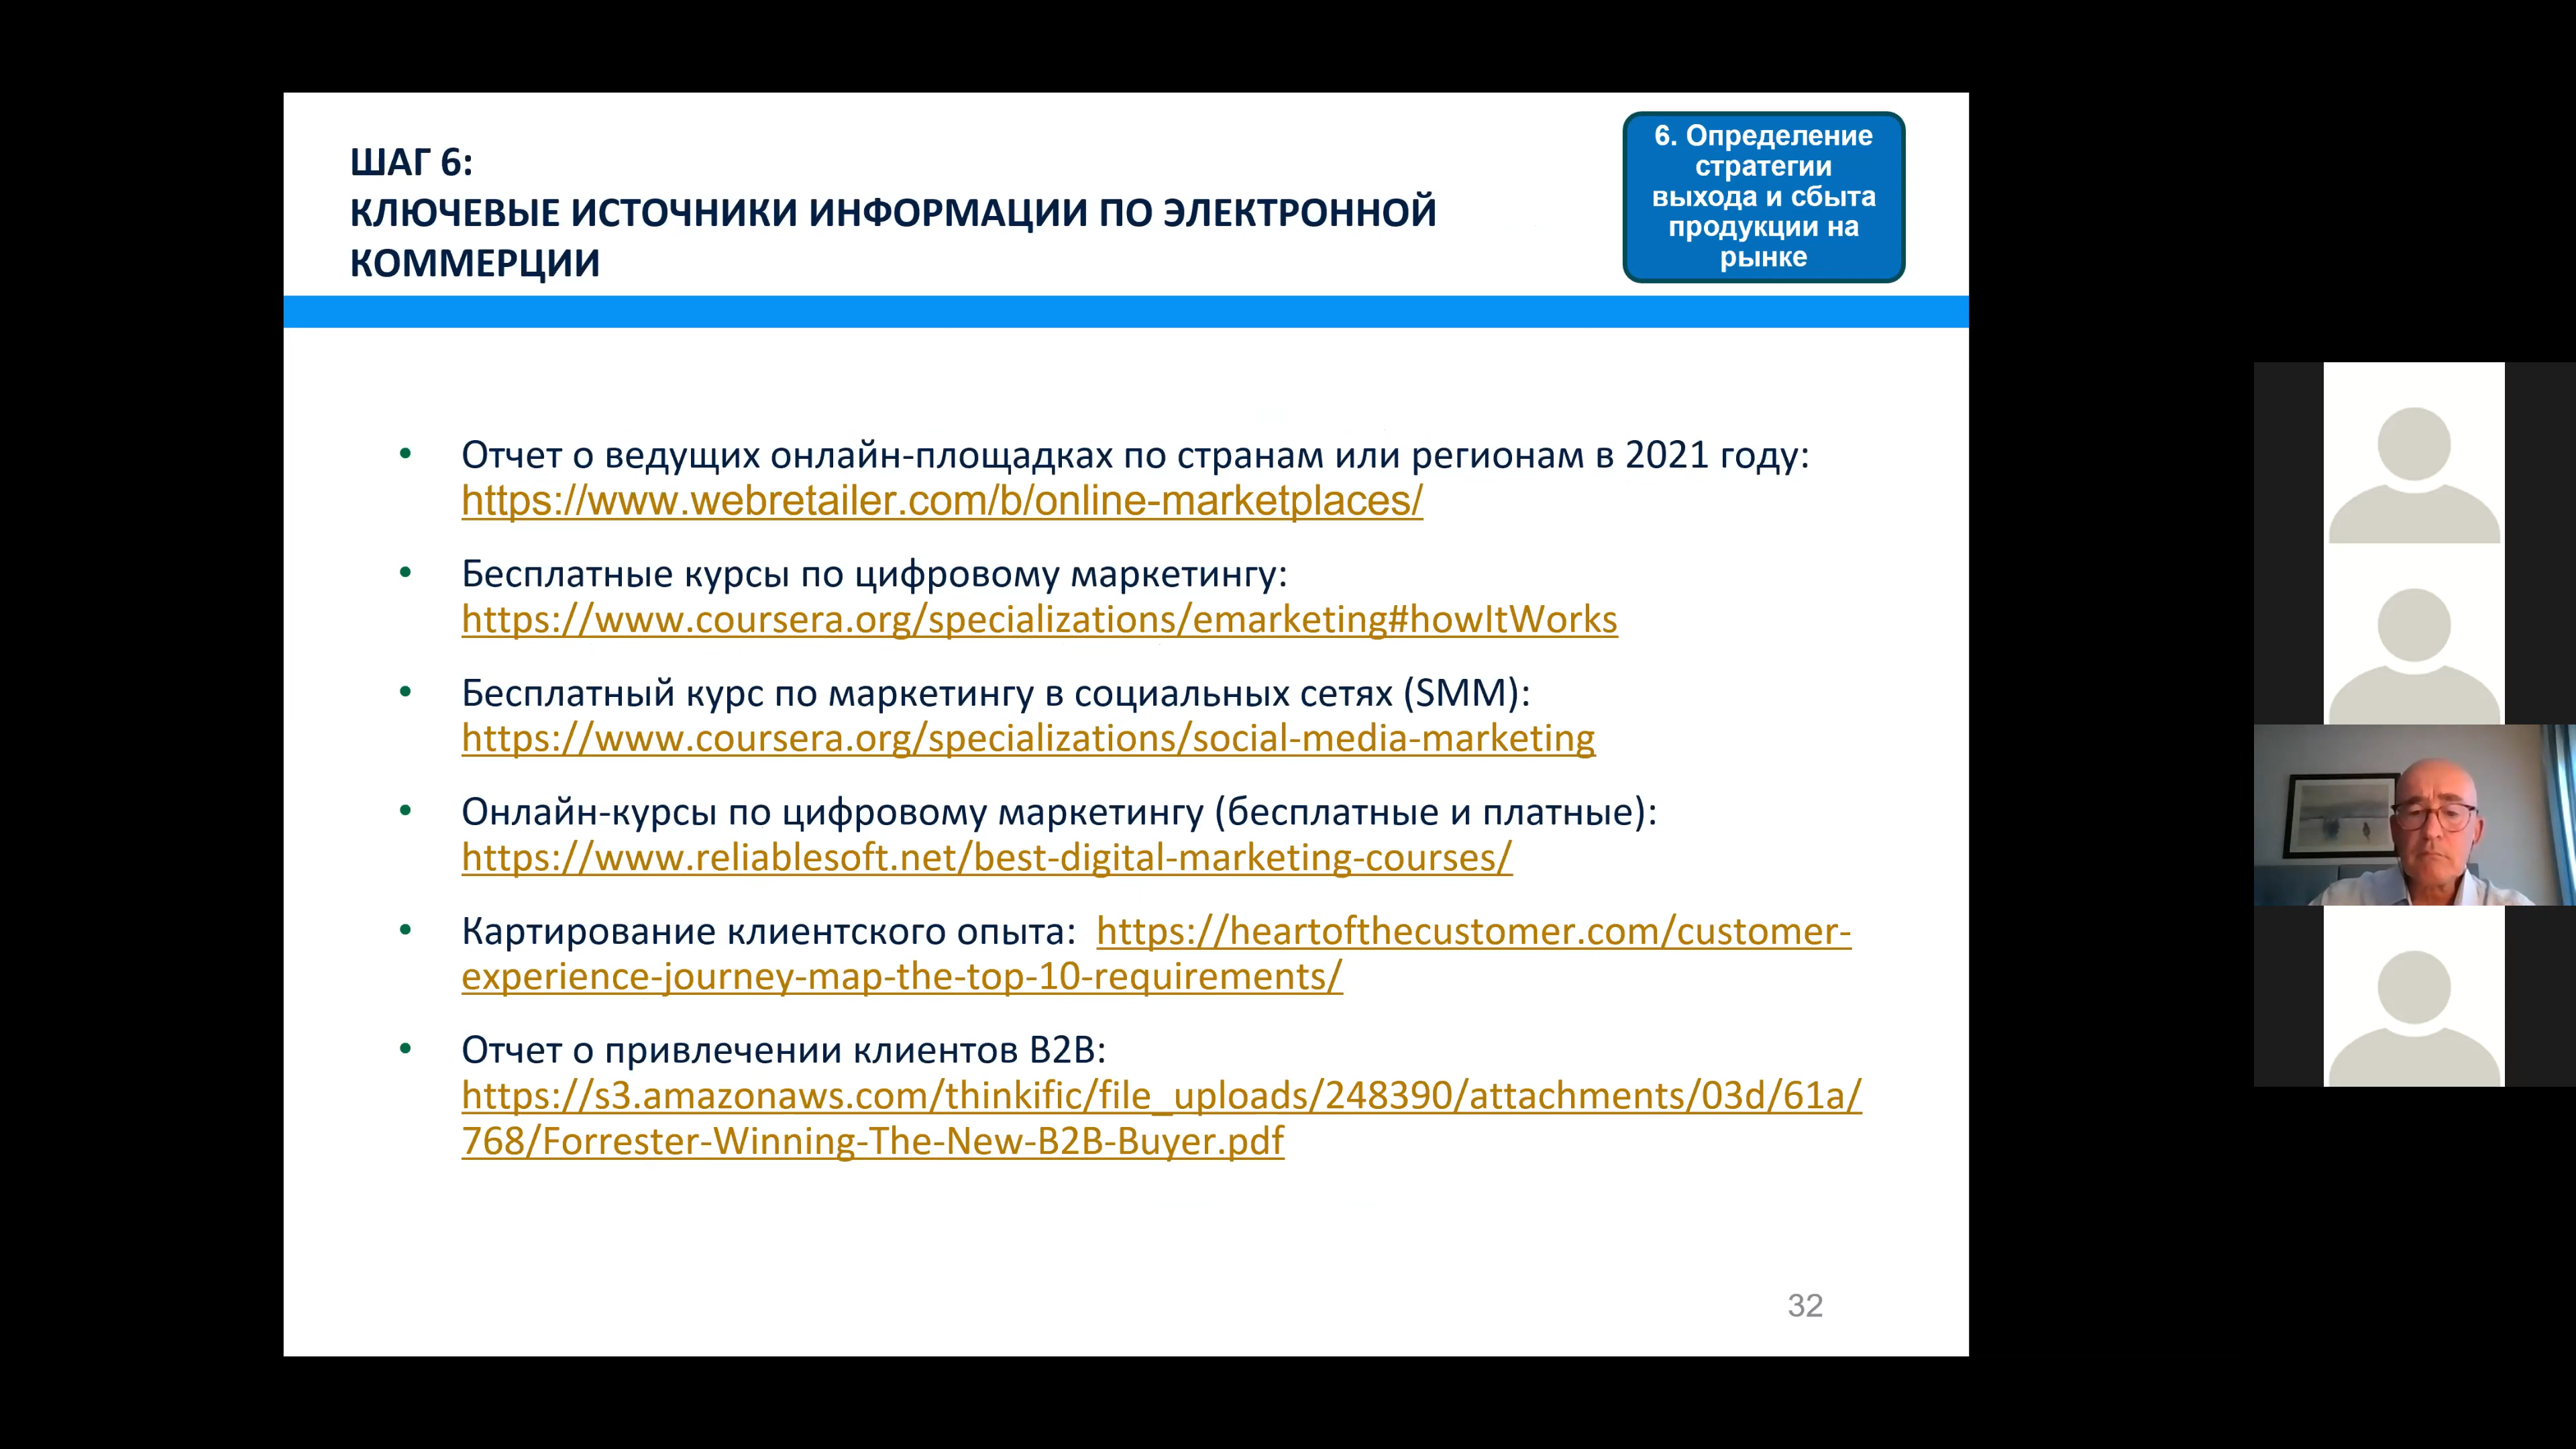 ШАГ 6:
КЛЮЧЕВЫЕ ИСТОЧНИКИ ИНФОРМАЦИИ ПО ЭЛЕКТРОННОЙ
КОММЕРЦИИ
6. Определение
стратегии
выхода и сбыта
продукции на
рынке
• Отчет о ведущих онлайн-площадках по странам или регионам в 2021 году:
https://www.webretailer.com/b/online-marketplaces/
• Бесплатные курсы по цифровому маркетингу:
https://www.coursera.org/specializations/emarketing#howItWorks
• Бесплатный курс по маркетингу в социальных сетях (SMM):
https://www.coursera.org/specializations/social-media-marketing
• Онлайн-курсы по цифровому маркетингу (бесплатные и платные):
https://www.reliablesoft.net/best-digital-marketing-courses/
• Картирование клиентского опыта: https://heartofthecustomer.com/customer-
experience-journey-map-the-top-10-requirements/
• Отчет о привлечении клиентов B2B:
https://s3.amazonaws.com/thinkific/file_uploads/248390/attachments/03d/61a/
768/Forrester-Winning-The-New-B2B-Buyer.pdf
32